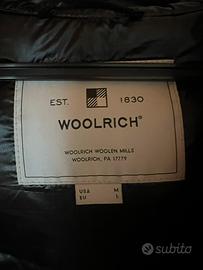 EST. 1830
WOOLRICH®
WOOLRICH WOOLEN MILLS
WOOLRICH, PA 17779
USA M
EU L
subito